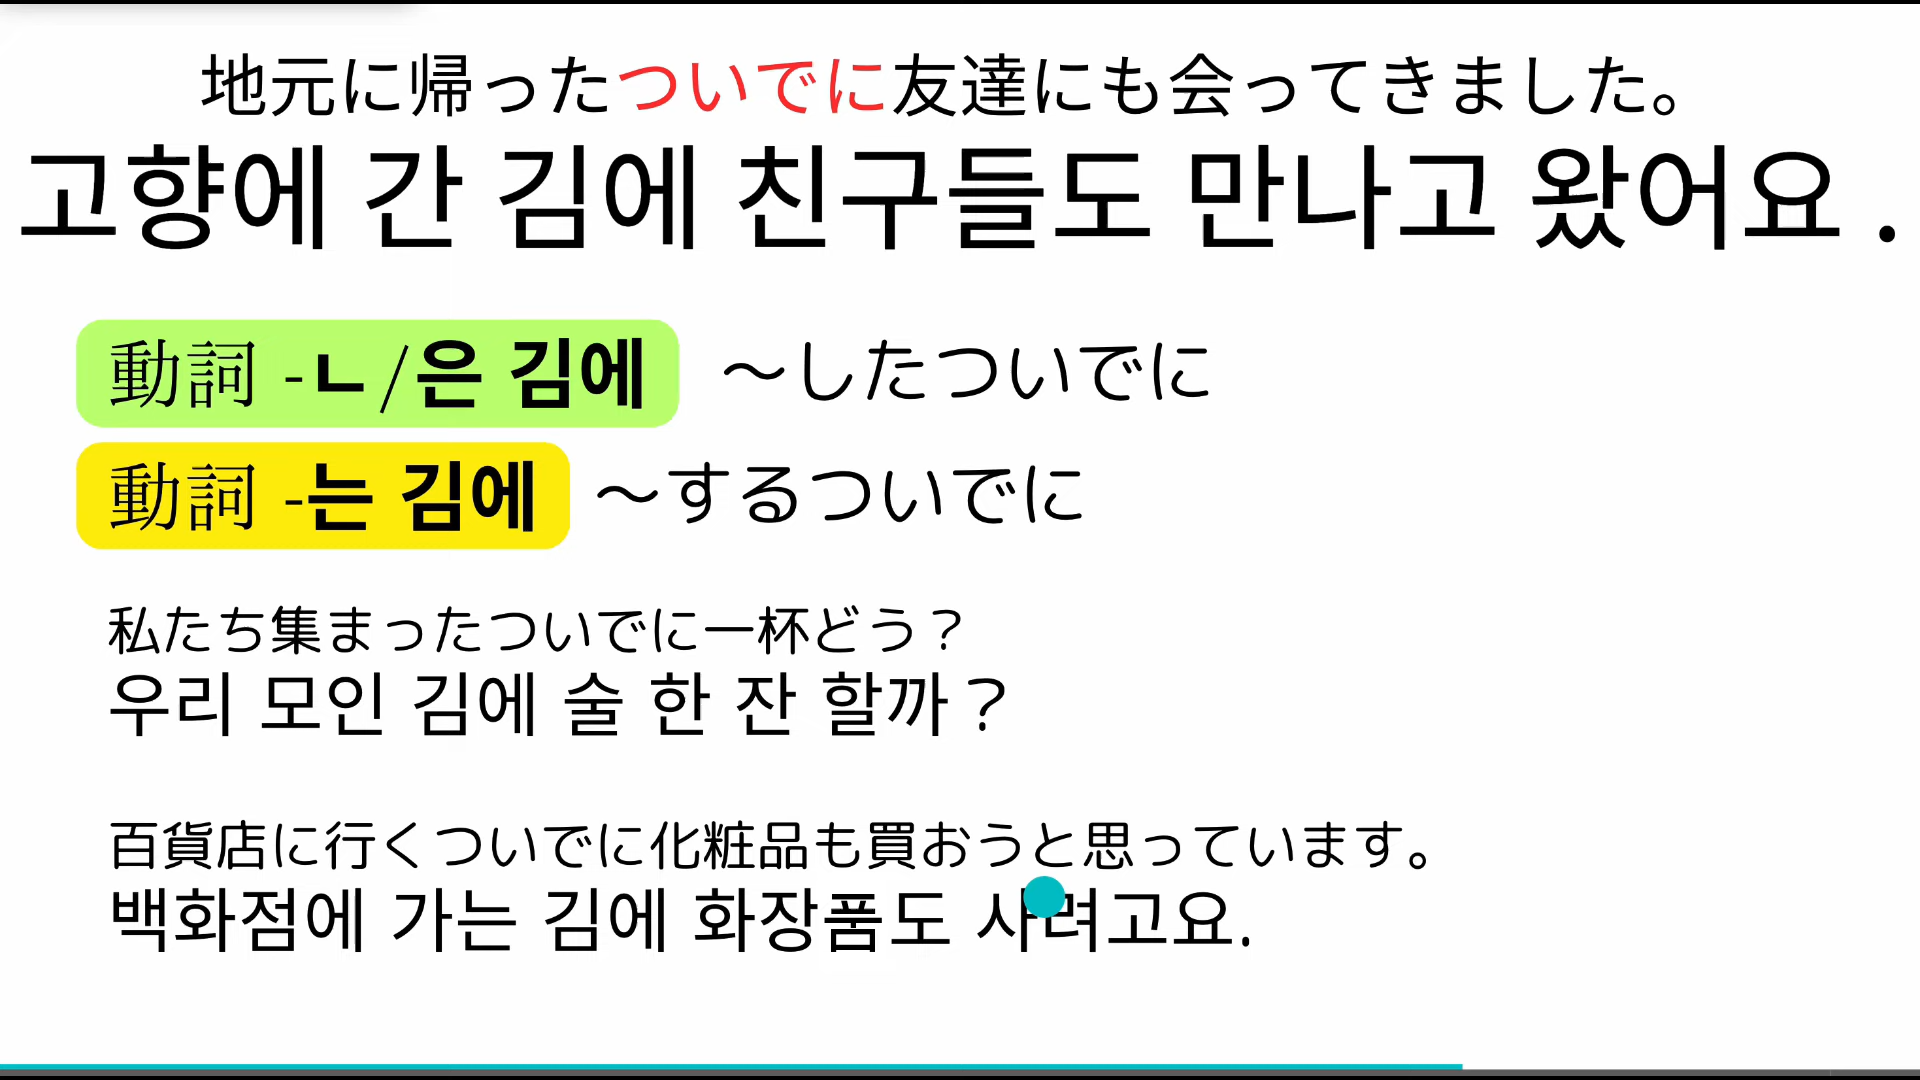 地元に帰ったついでに友達にも会ってきました。
고향에 간 김에 친구들도 만나고 왔어요 .
動詞 -ㄴ/은 김에 ～したついでに
動詞 -는 김에 ～するついでに
私たち集まったついでに一杯どう？
우리 모인 김에 술 한 잔 할까？
百貨店に行くついでに化粧品も買おうと思っています。
백화점에 가는 김에 화장품도 사려고요.